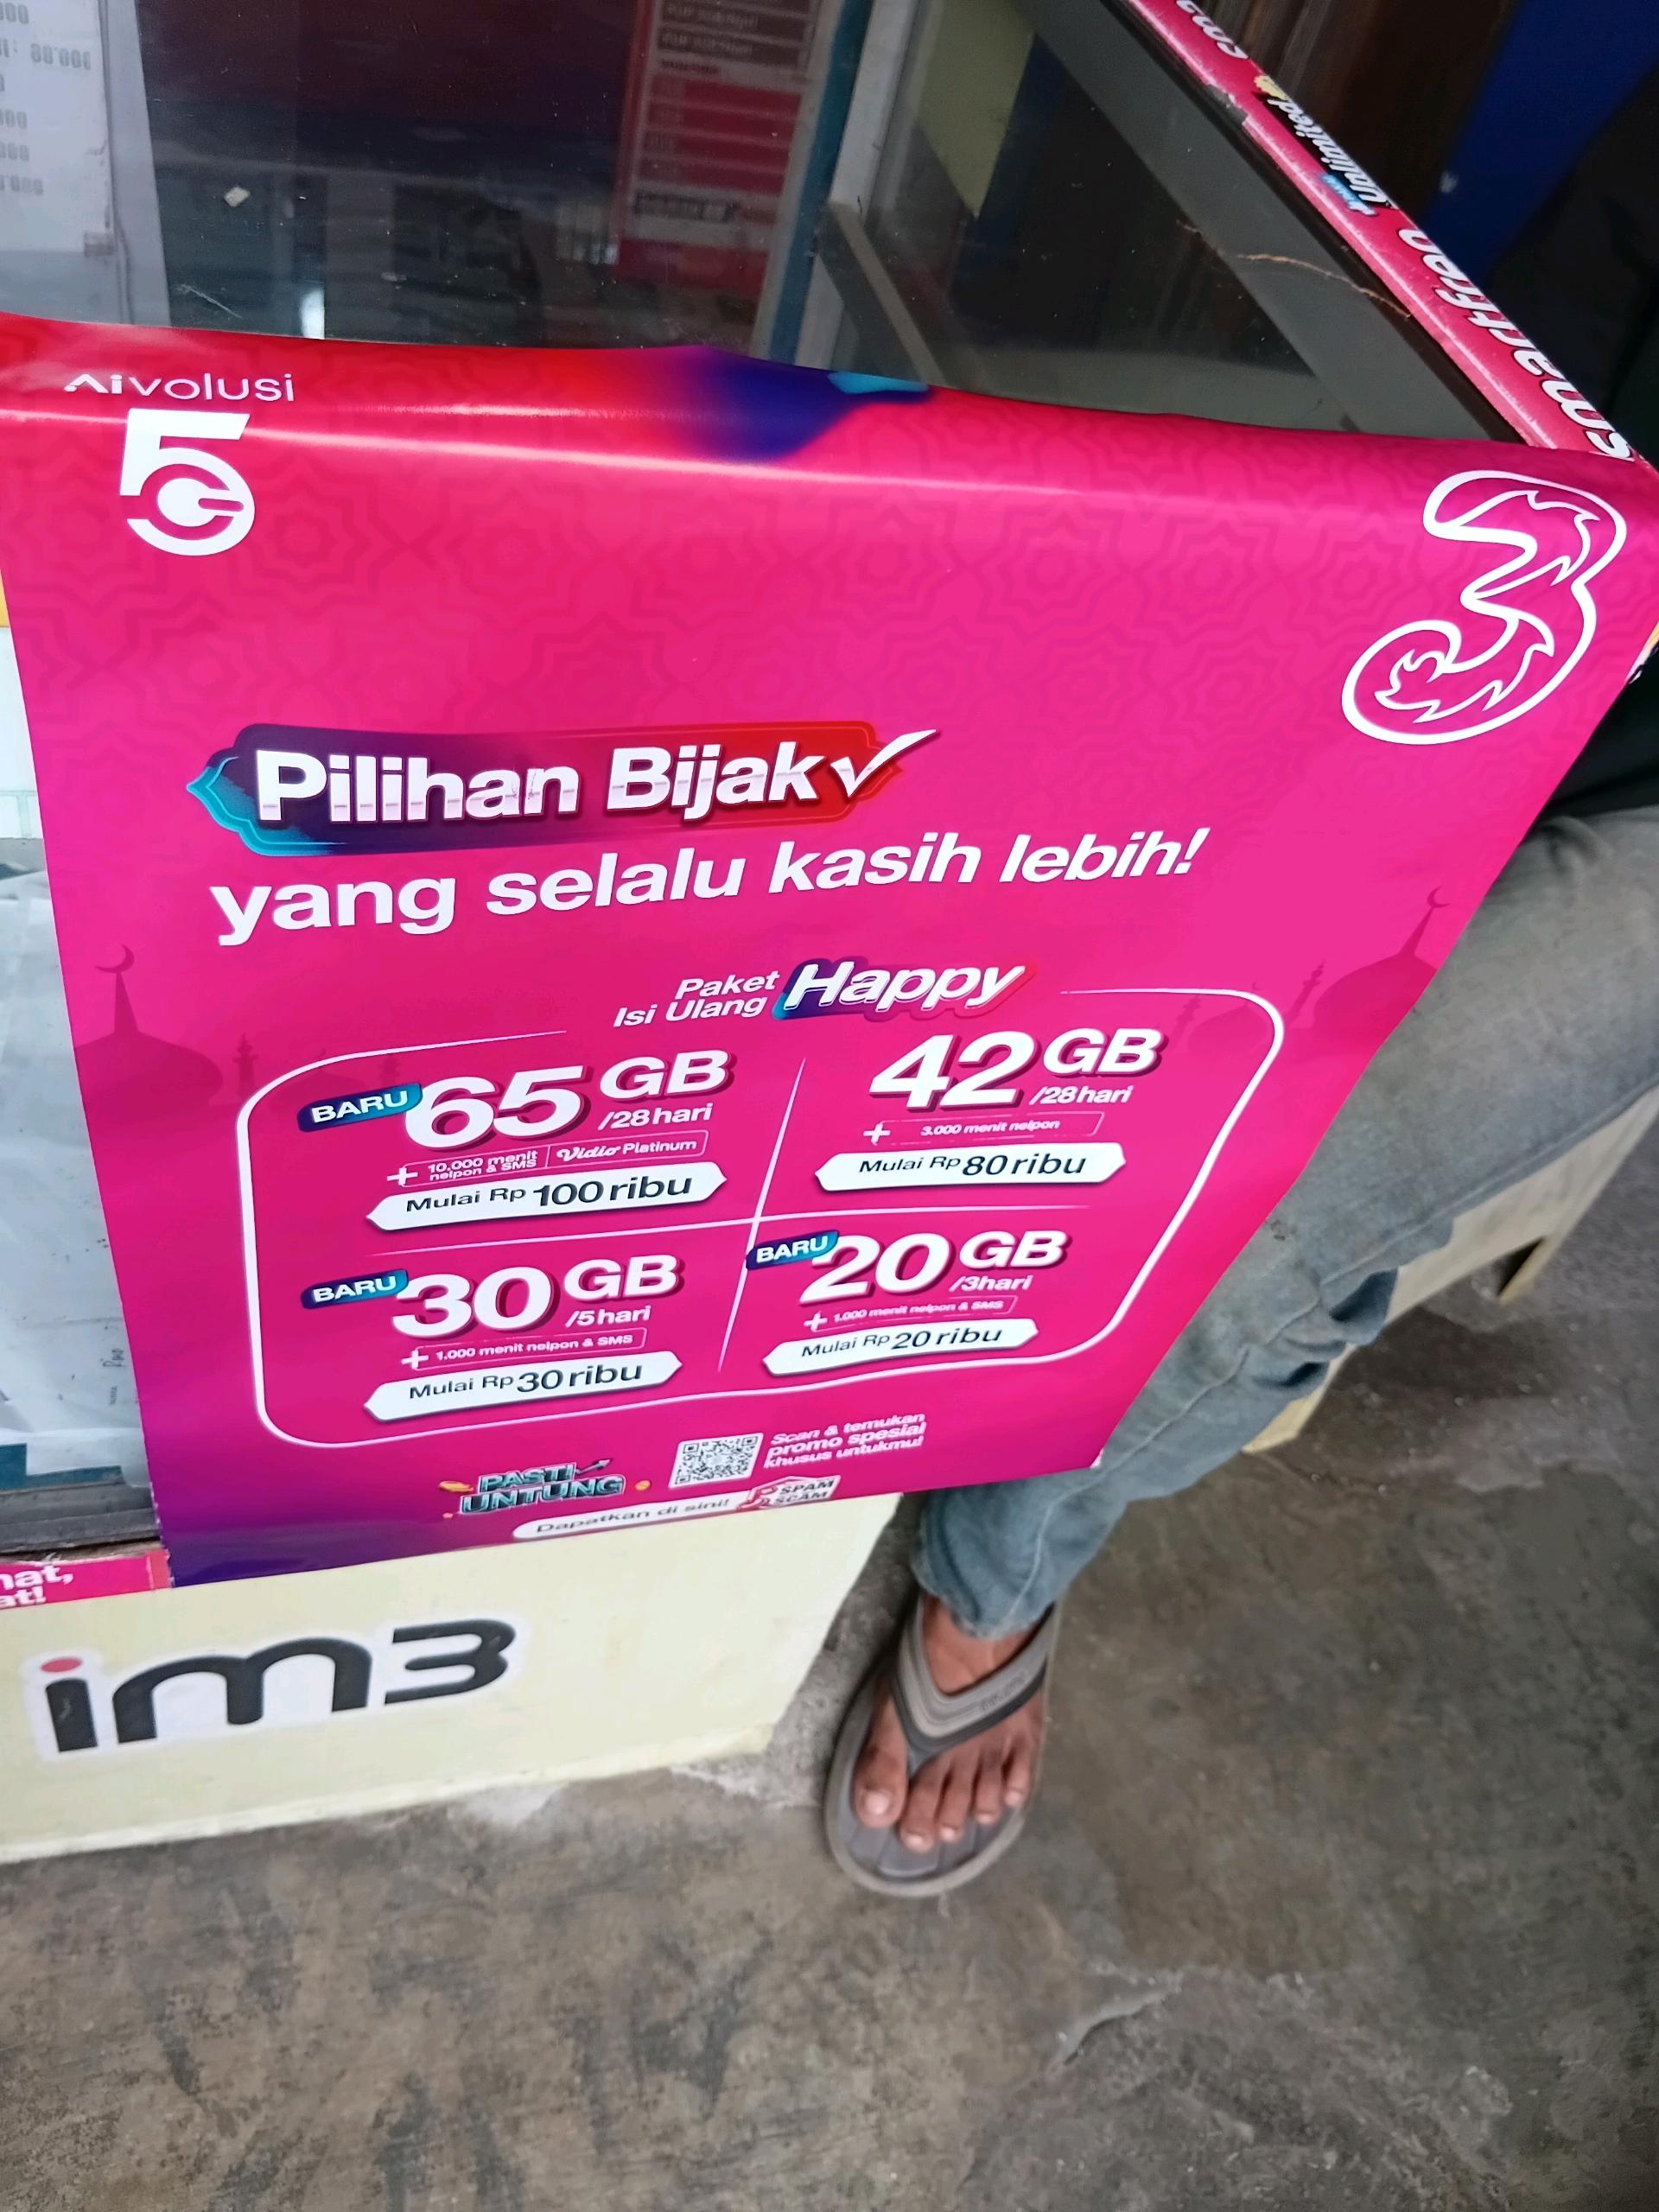 Unlimited
smartfren
Aivolusi
5G
3
Pilihan Bijak
yang selalu kasih lebih!
Paket
Isi Ulang Happy
BARU 65 GB
/28hari
+ 10.000 menit
nelpon & SMS | Vidio Platinum
Mulai Rp 100 ribu
42 GB
/28hari
+ 3.000 menit nelpon
Mulai Rp 80 ribu
BARU 30 GB
/5hari
+ 1.000 menit nelpon & SMS
Mulai Rp 30 ribu
BARU 20 GB
/3hari
+ 1.000 menit nelpon & SMS
Mulai Rp 20 ribu
PASTI
UNTUNG
Scan & temukan
promo spesial
khusus untukmu!
Dapatkan di sini!
SPAM
SCAM
im3